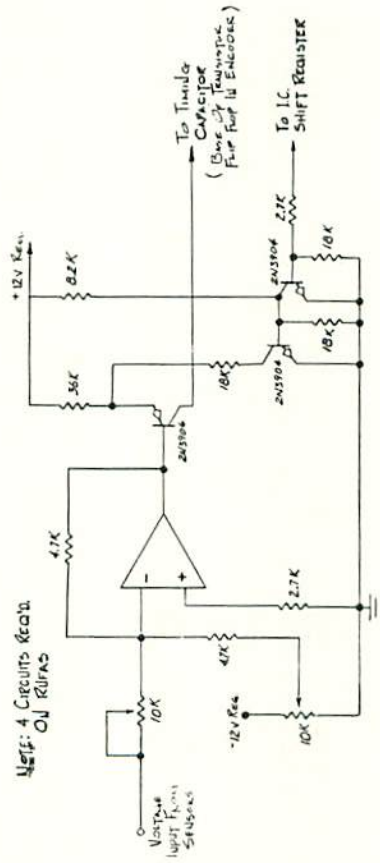 NOTE: 4 CIRCUITS REQ'D.
ON RUFAS
+12V REG.
36K
8.2K
4.7K
TO TIMING
CAPACITOR
(BASE OF TRANSISTOR
FLIP FLOP IN ENCODER)
VOLTAGE
INPUT FROM
SENSORS
10K
-
+
2N3906
18K
2N3904
2N3904
2.7K
TO I.C.
SHIFT REGISTER
47K
2.7K
18K
18K
-12V REG
10K